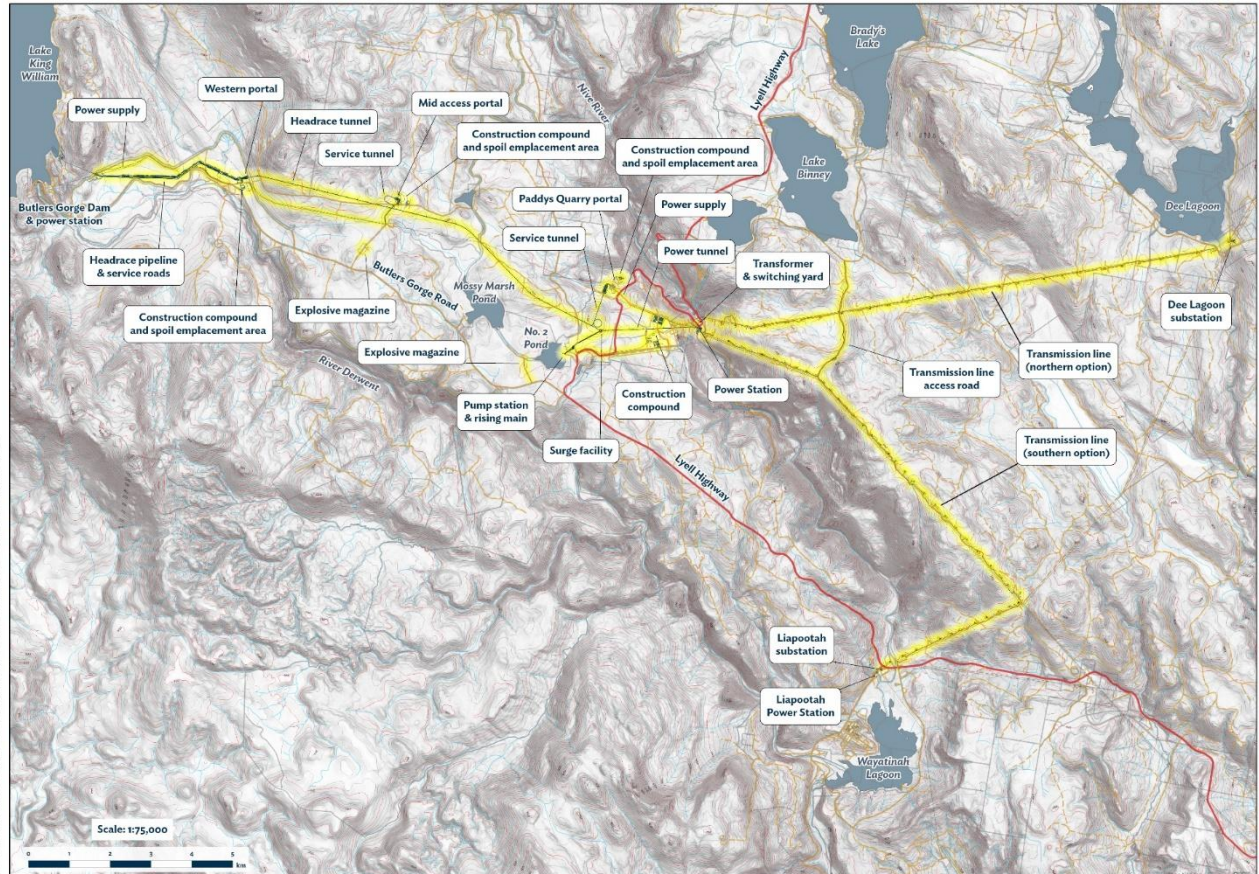 Lake
King
William
Brady's
Lake
Nive River
Lyell Highway
Western portal
Power supply
Mid access portal
Headrace tunnel
Construction compound
and spoil emplacement area
Service tunnel
Construction compound
and spoil emplacement area
Lake
Binney
Paddys Quarry portal
Power supply
Dee Lagoon
Butlers Gorge Dam
& power station
Service tunnel
Power tunnel
Transformer
& switching yard
Headrace pipeline
& service roads
Butlers Gorge Road
Mossy Marsh
Pond
Explosive magazine
Construction compound
and spoil emplacement area
Dee Lagoon
substation
No. 2
Pond
Explosive magazine
River Derwent
Transmission line
(northern option)
Transmission line
access road
Power Station
Construction
compound
Pump station
& rising main
Surge facility
Transmission line
(southern option)
Lyell Highway
Liapootah
substation
Liapootah
Power Station
Wayatinah
Lagoon
Scale: 1:75,000
0 1 2 3 4 5
km